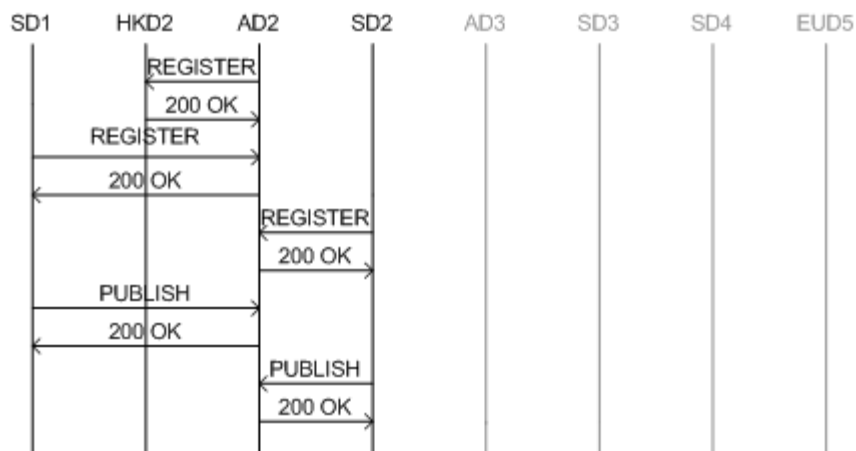 SD1 HKD2 AD2 SD2 AD3 SD3 SD4 EUD5
REGISTER
200 OK
REGISTER
200 OK
REGISTER
200 OK
PUBLISH
200 OK
PUBLISH
200 OK